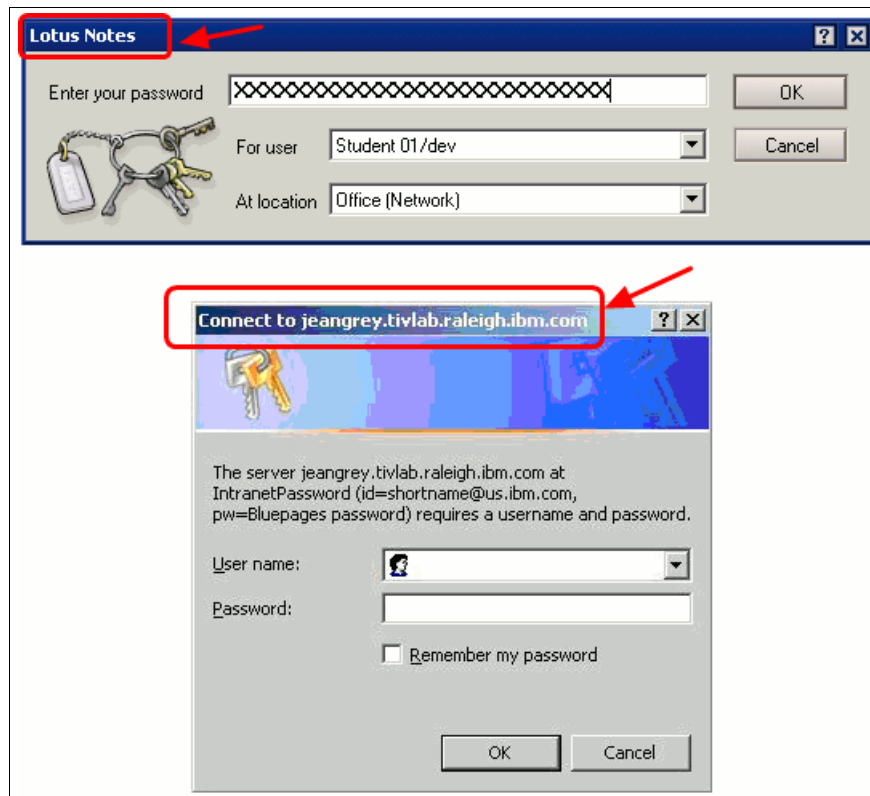 Lotus Notes
Enter your password XXXXXXXXXXXXXXXXXXXXXXXXXXXXX OK
For user Student 01/dev Cancel
At location Office (Network)
Connect to jeangrey.tivlab.raleigh.ibm.com
The server jeangrey.tivlab.raleigh.ibm.com at
IntranetPassword (id=shortname@us.ibm.com,
pw=Bluepages password) requires a username and password.
User name:
Password:
Remember my password
OK Cancel